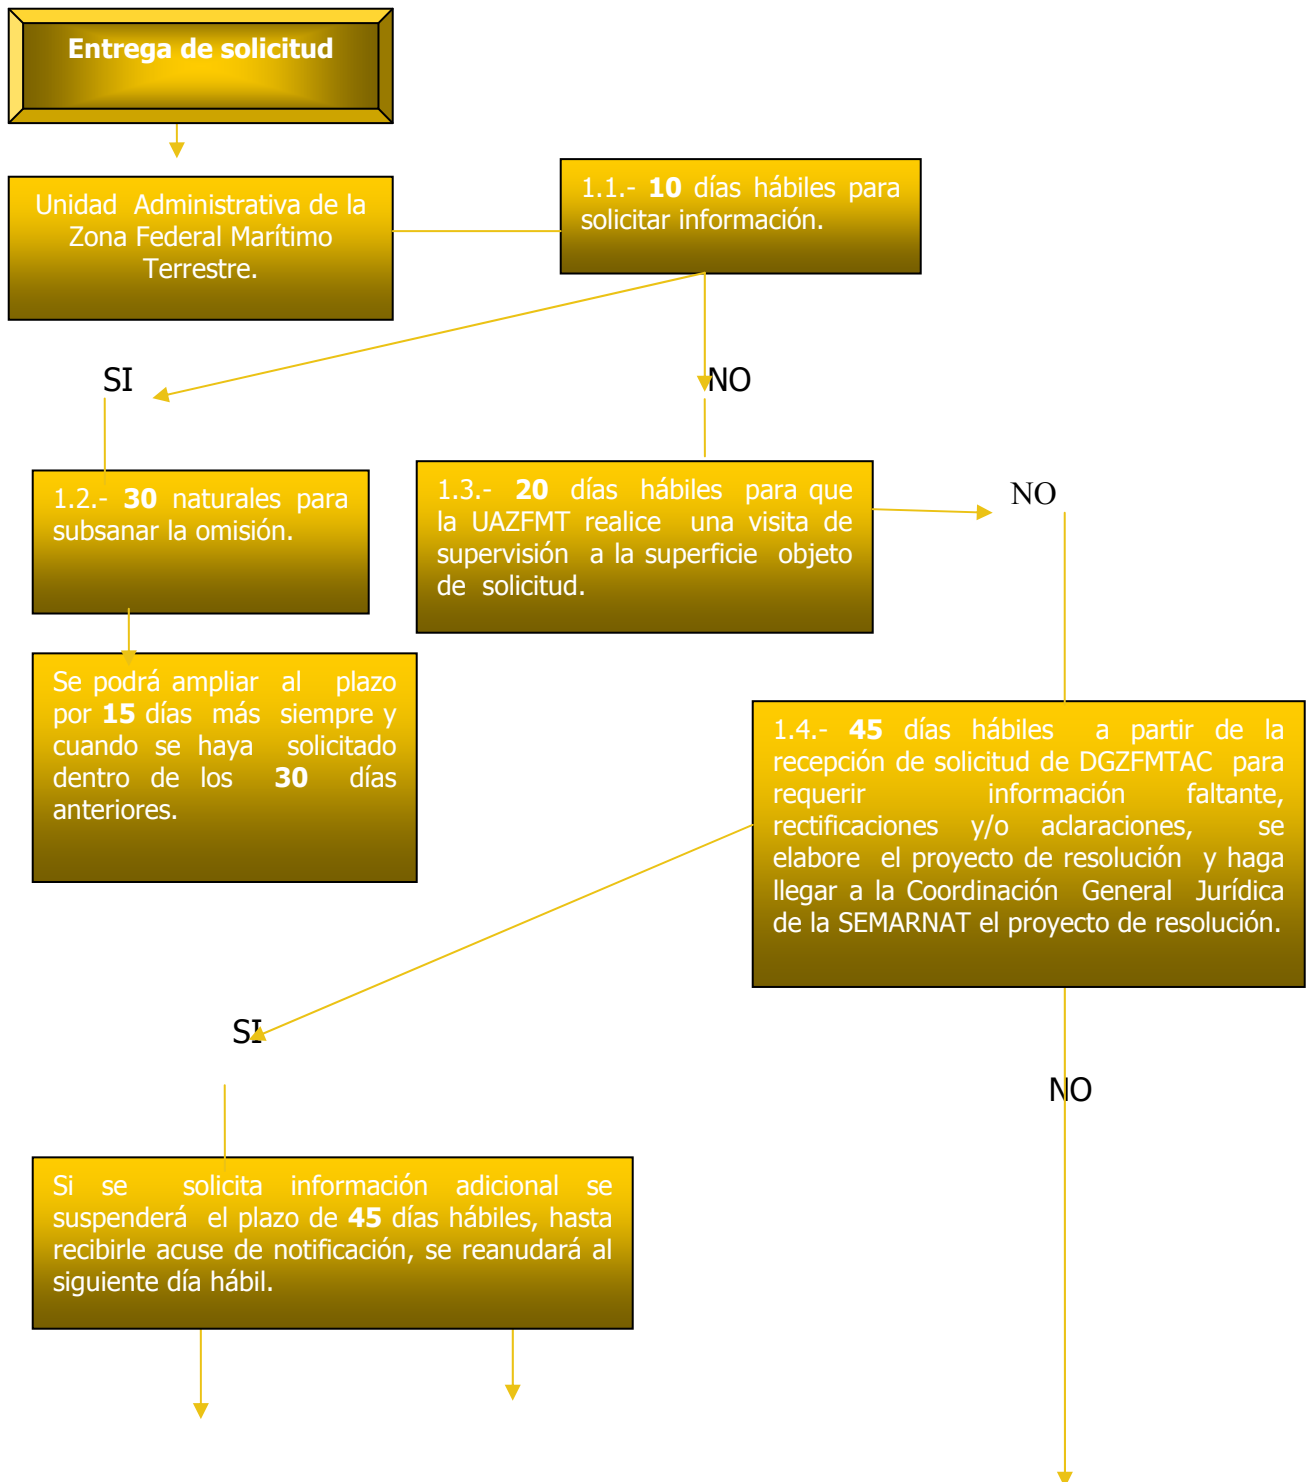 Entrega de solicitud
Unidad Administrativa de la
Zona Federal Marítimo
Terrestre.
1.1.- 10 días hábiles para
solicitar información.
SI
NO
1.2.- 30 naturales para
subsanar la omisión.
1.3.- 20 días hábiles para que
la UAZFMT realice una visita de
supervisión a la superficie objeto
de solicitud.
NO
Se podrá ampliar al plazo
por 15 días más siempre y
cuando se haya solicitado
dentro de los 30 días
anteriores.
1.4.- 45 días hábiles a partir de la
recepción de solicitud de DGZFMTAC para
requerir información faltante,
rectificaciones y/o aclaraciones, se
elabore el proyecto de resolución y haga
llegar a la Coordinación General Jurídica
de la SEMARNAT el proyecto de resolución.
SI
NO
Si se solicita información adicional se
suspenderá el plazo de 45 días hábiles, hasta
recibirle acuse de notificación, se reanudará al
siguiente día hábil.